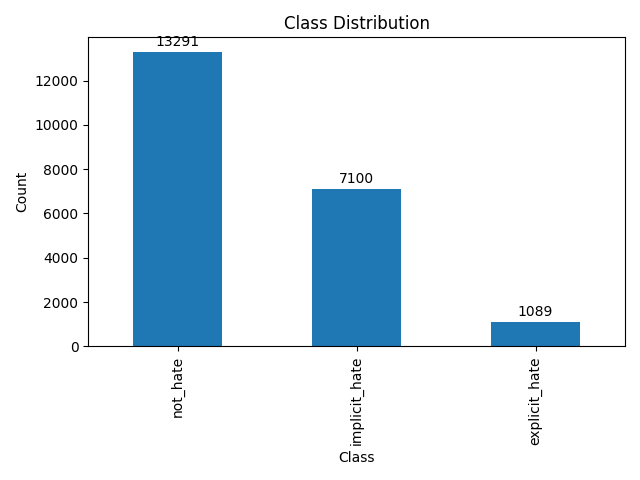 Class Distribution
13291
7100
1089
12000
10000
8000
6000
4000
2000
0
Count
not_hate
implicit_hate
explicit_hate
Class